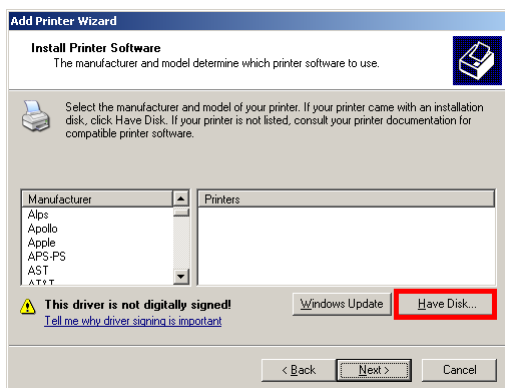 Add Printer Wizard
Install Printer Software
The manufacturer and model determine which printer software to use.
Select the manufacturer and model of your printer. If your printer came with an installation
disk, click Have Disk. If your printer is not listed, consult your printer documentation for
compatible printer software.
Manufacturer
Printers
Alps
Apollo
Apple
APS-PS
AST
AT&T
This driver is not digitally signed!
Tell me why driver signing is important
Windows Update
Have Disk...
< Back
Next >
Cancel